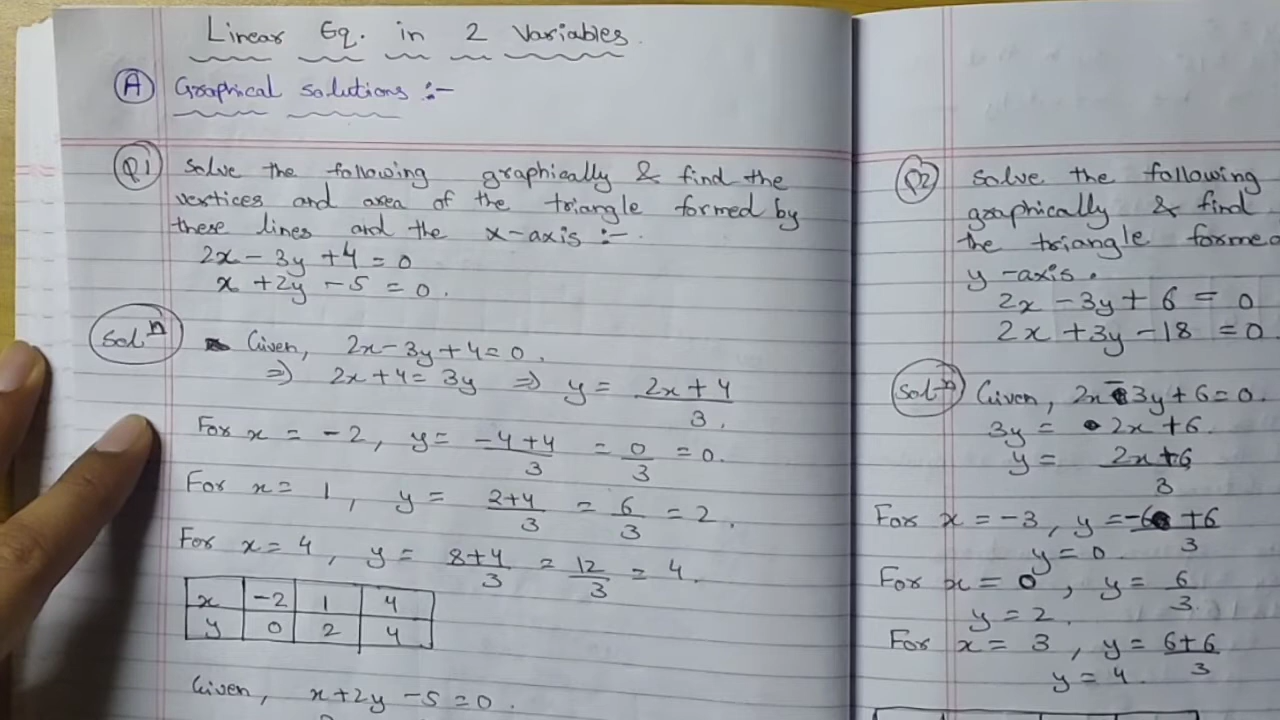 Linear Eq. in 2 Variables.
(A) Graphical solutions :-
Q1 Solve the following graphically & find the
vertices and area of the triangle formed by
these lines and the x-axis :-
2x - 3y + 4 = 0
x + 2y - 5 = 0.
Solⁿ Given, 2x - 3y + 4 = 0.
⇒ 2x + 4 = 3y ⇒ y = (2x + 4)/3.
For x = -2, y = (-4+4)/3 = 0/3 = 0.
For x = 1, y = (2+4)/3 = 6/3 = 2.
For x = 4, y = (8+4)/3 = 12/3 = 4.
x -2 1 4
y 0 2 4
Given, x + 2y - 5 = 0.
Q2 Solve the following
graphically & find
the triangle forme
y-axis.
2x - 3y + 6 = 0
2x + 3y - 18 = 0.
Solⁿ Given, 2x - 3y + 6 = 0.
3y = 2x + 6.
y = (2x + 6)/3
For x = -3, y = (-6 + 6)/3
y = 0.
For x = 0, y = 6/3.
y = 2.
For x = 3, y = (6+6)/3
y = 4.